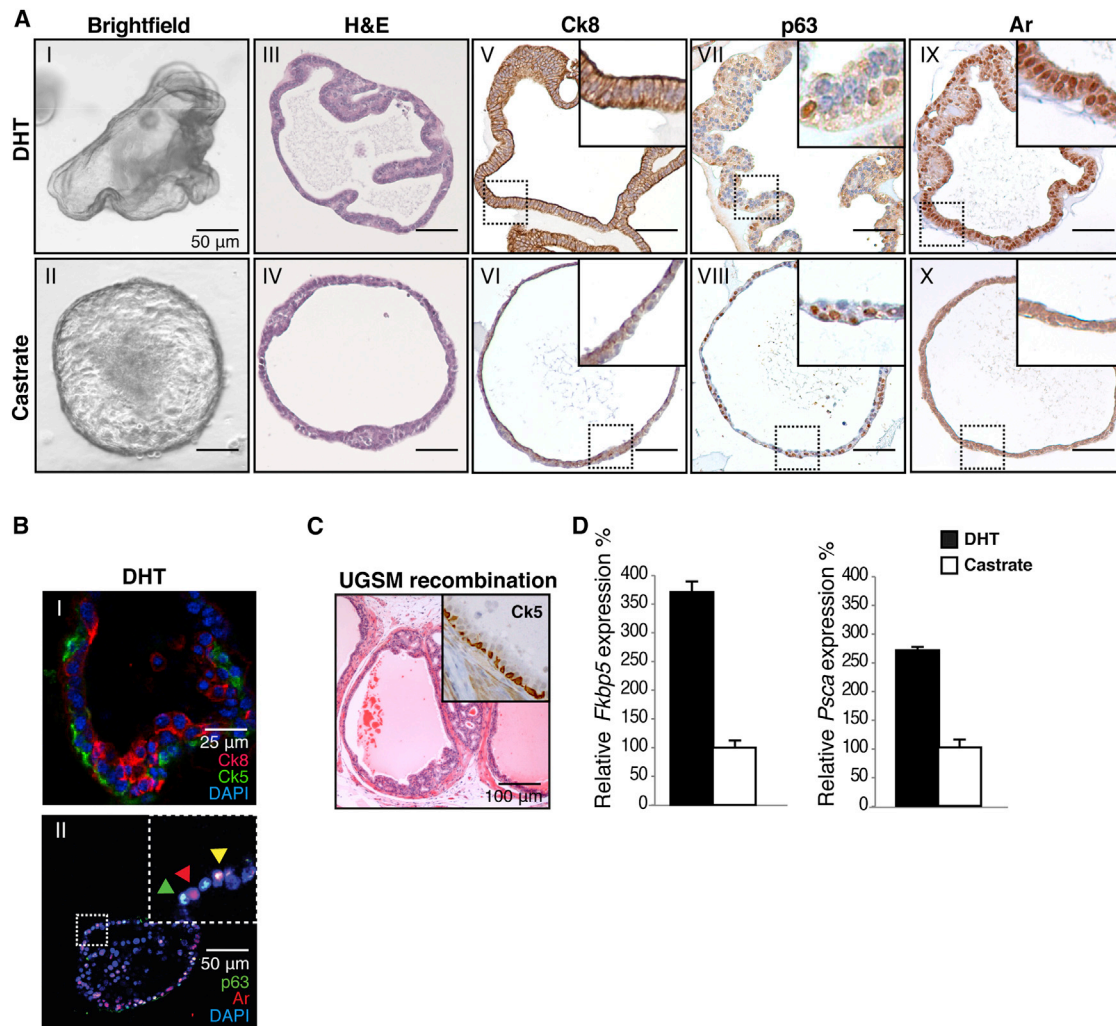 A
Brightfield
H&E
Ck8
p63
Ar
DHT
I
50 µm
III
V
VII
IX
Castrate
II
IV
VI
VIII
X
B
DHT
I
25 µm
Ck8
Ck5
DAPI
II
50 µm
p63
Ar
DAPI
C
UGSM recombination
Ck5
100 µm
D
DHT
Castrate
Relative Fkbp5 expression %
400
350
300
250
200
150
100
50
0
Relative Psca expression %
400
350
300
250
200
150
100
50
0